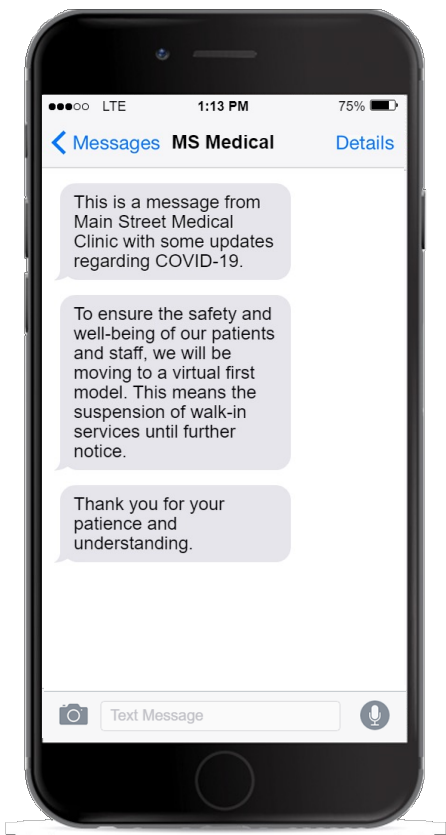 LTE 1:13 PM 75%
Messages MS Medical Details
This is a message from
Main Street Medical
Clinic with some updates
regarding COVID-19.
To ensure the safety and
well-being of our patients
and staff, we will be
moving to a virtual first
model. This means the
suspension of walk-in
services until further
notice.
Thank you for your
patience and
understanding.
Text Message